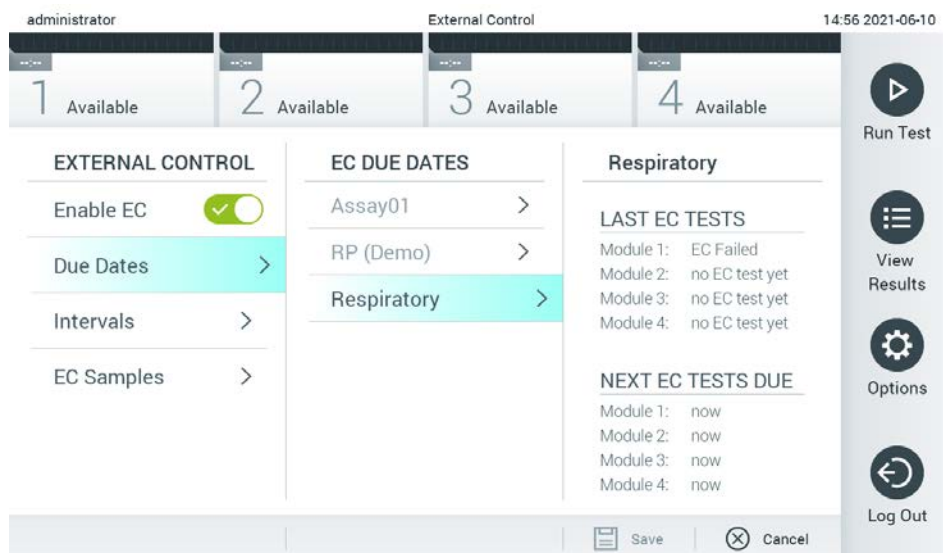 administrator External Control 14:56 2021-06-10
--:-- --:-- --:-- --:--
1 Available 2 Available 3 Available 4 Available
Run Test
View
Results
Options
Log Out
EXTERNAL CONTROL
Enable EC
Due Dates
Intervals
EC Samples
EC DUE DATES
Assay01
RP (Demo)
Respiratory
Respiratory
LAST EC TESTS
Module 1: EC Failed
Module 2: no EC test yet
Module 3: no EC test yet
Module 4: no EC test yet
NEXT EC TESTS DUE
Module 1: now
Module 2: now
Module 3: now
Module 4: now
Save Cancel